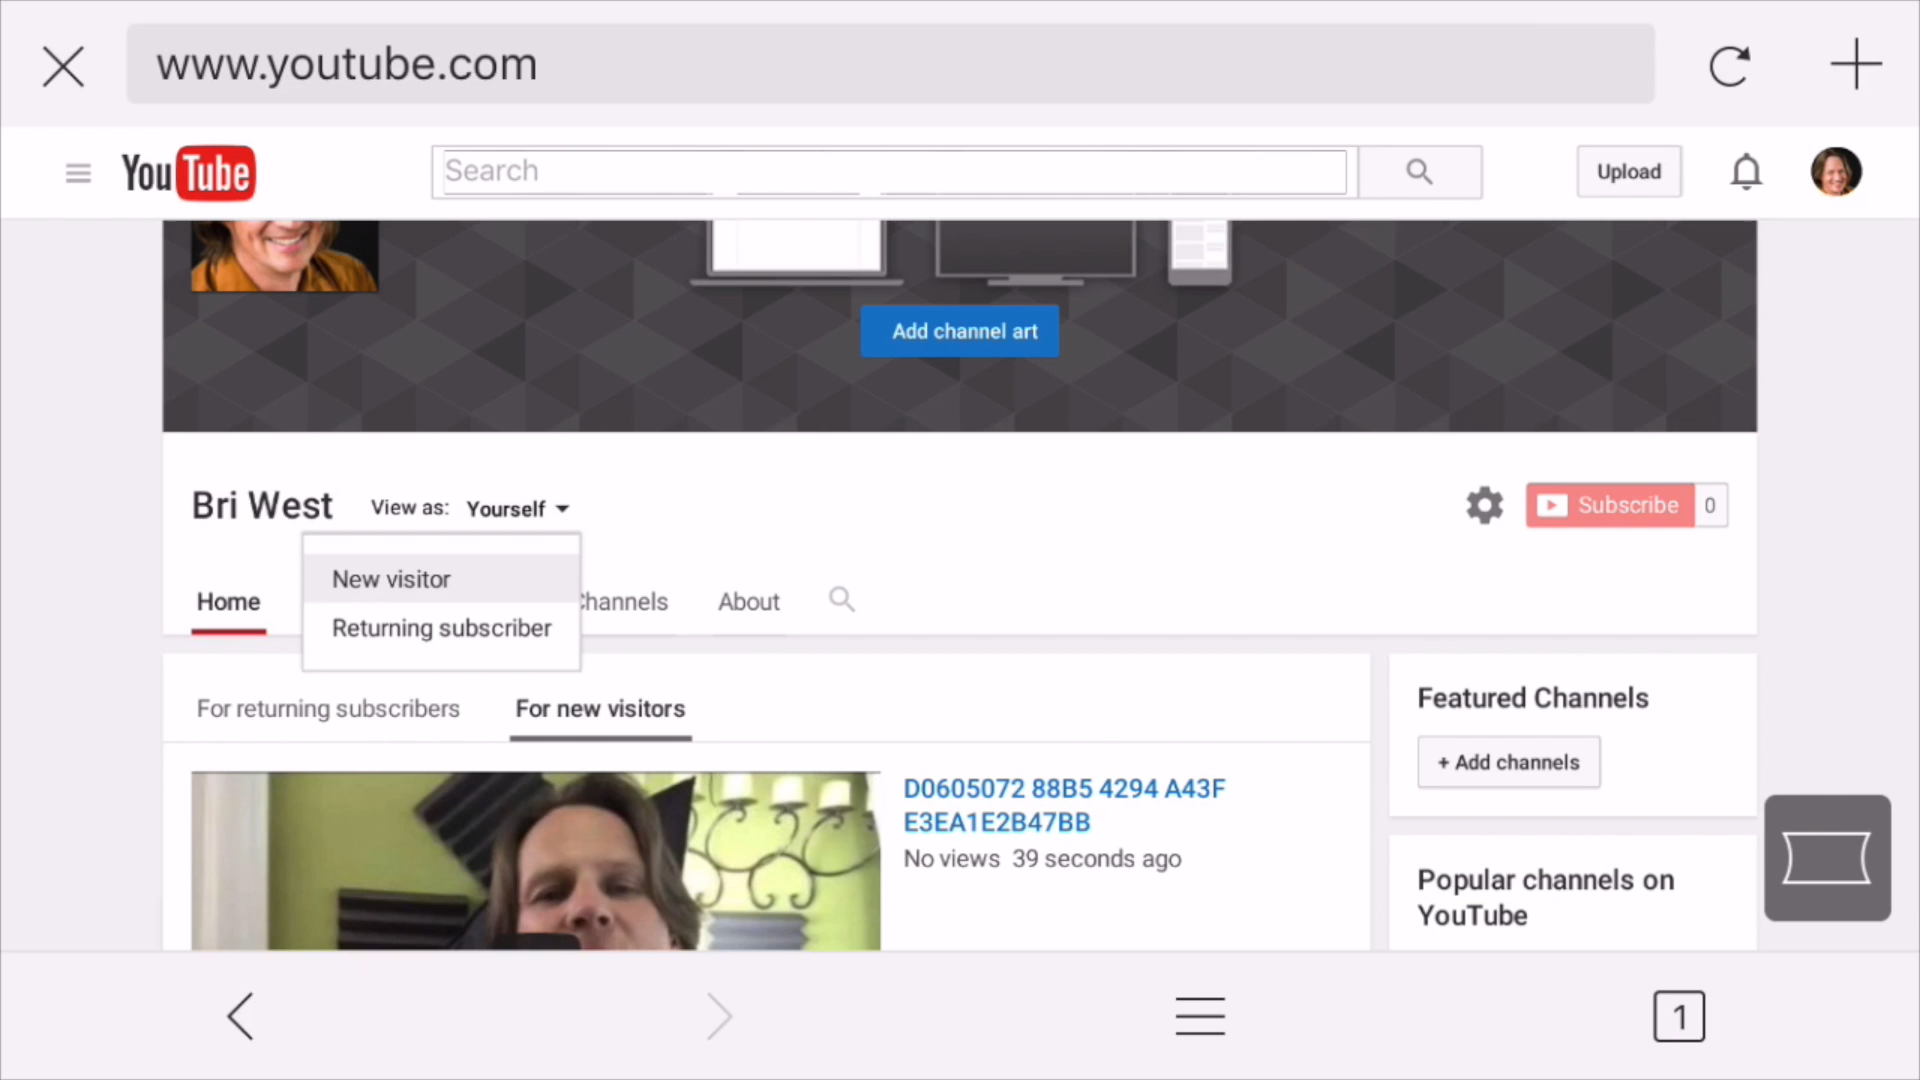 www.youtube.com
YouTube
Search
Upload
Add channel art
Bri West
View as: Yourself
Subscribe 0
New visitor
Returning subscriber
Home
Channels
About
For returning subscribers
For new visitors
D0605072 88B5 4294 A43F
E3EA1E2B47BB
No views 39 seconds ago
Featured Channels
+ Add channels
Popular channels on
YouTube
1